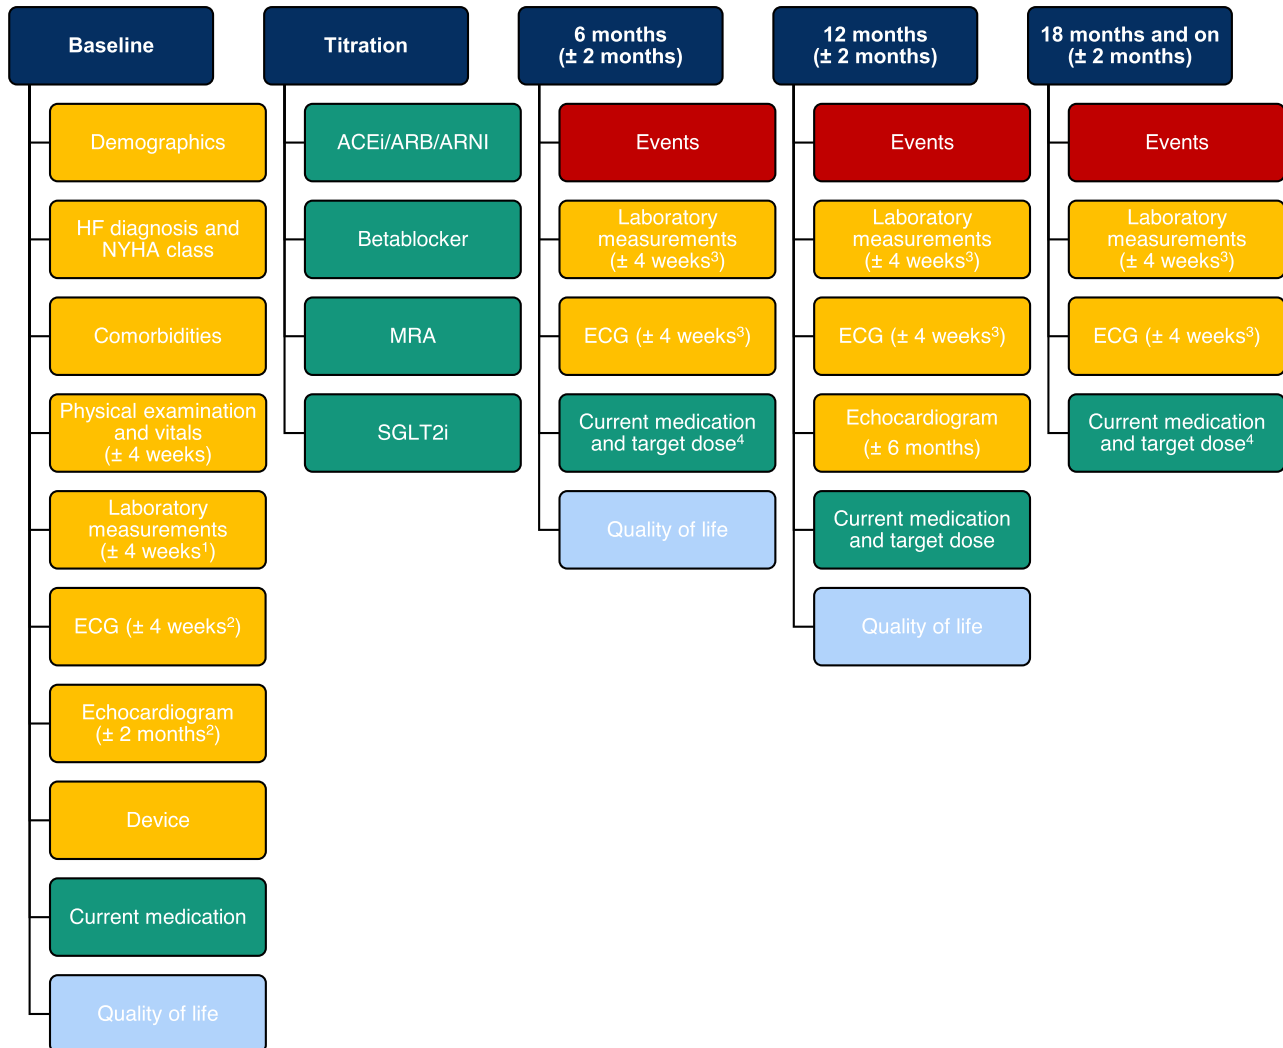 Baseline
Demographics
HF diagnosis and
NYHA class
Comorbidities
Physical examination
and vitals
(± 4 weeks)
Laboratory
measurements
(± 4 weeks¹)
ECG (± 4 weeks²)
Echocardiogram
(± 2 months²)
Device
Current medication
Quality of life
Titration
ACEi/ARB/ARNI
Betablocker
MRA
SGLT2i
6 months
(± 2 months)
Events
Laboratory
measurements
(± 4 weeks³)
ECG (± 4 weeks³)
Current medication
and target dose⁴
Quality of life
12 months
(± 2 months)
Events
Laboratory
measurements
(± 4 weeks³)
ECG (± 4 weeks³)
Echocardiogram
(± 6 months)
Current medication
and target dose
Quality of life
18 months and on
(± 2 months)
Events
Laboratory
measurements
(± 4 weeks³)
ECG (± 4 weeks³)
Current medication
and target dose⁴